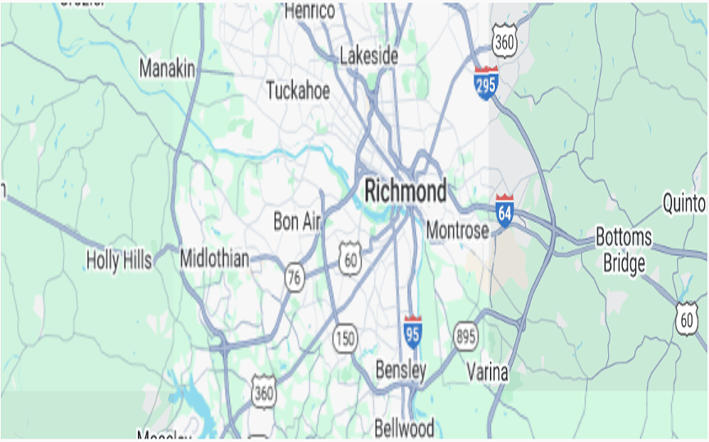 Henrico
360
Lakeside
Manakin
295
Tuckahoe
Richmond
Quinto
64
Bon Air
Montrose
Bottoms
Bridge
Holly Hills
Midlothian
60
76
60
95
150
895
Bensley
Varina
360
Bellwood